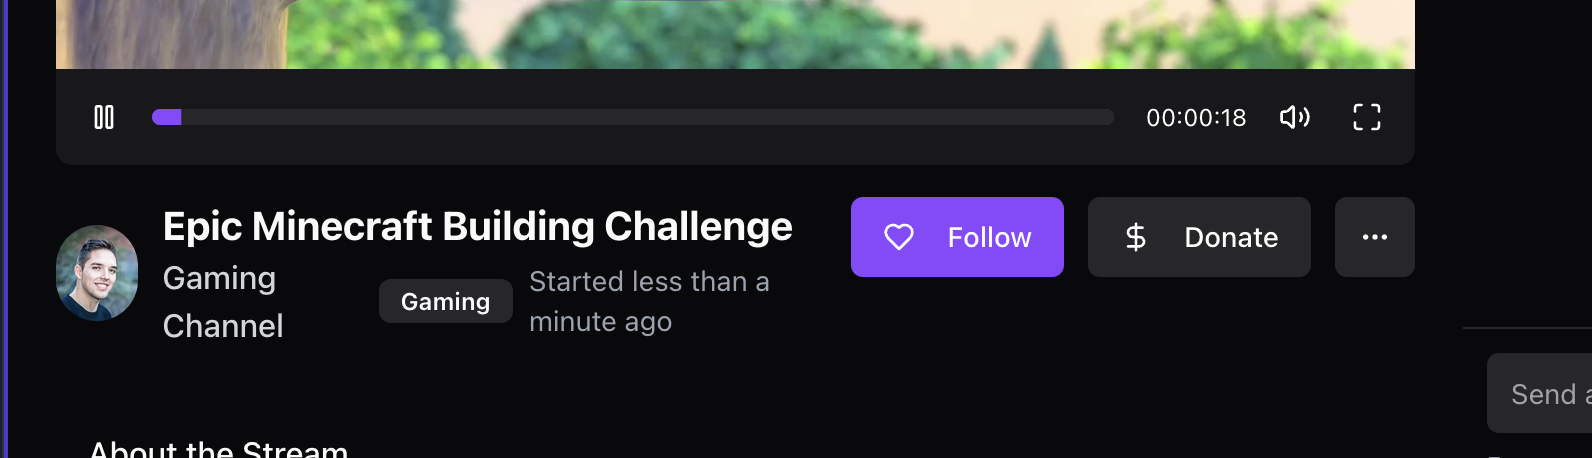 00:00:18
Epic Minecraft Building Challenge
Gaming
Channel
Gaming
Started less than a
minute ago
Follow
Donate
Send a
About the Stream